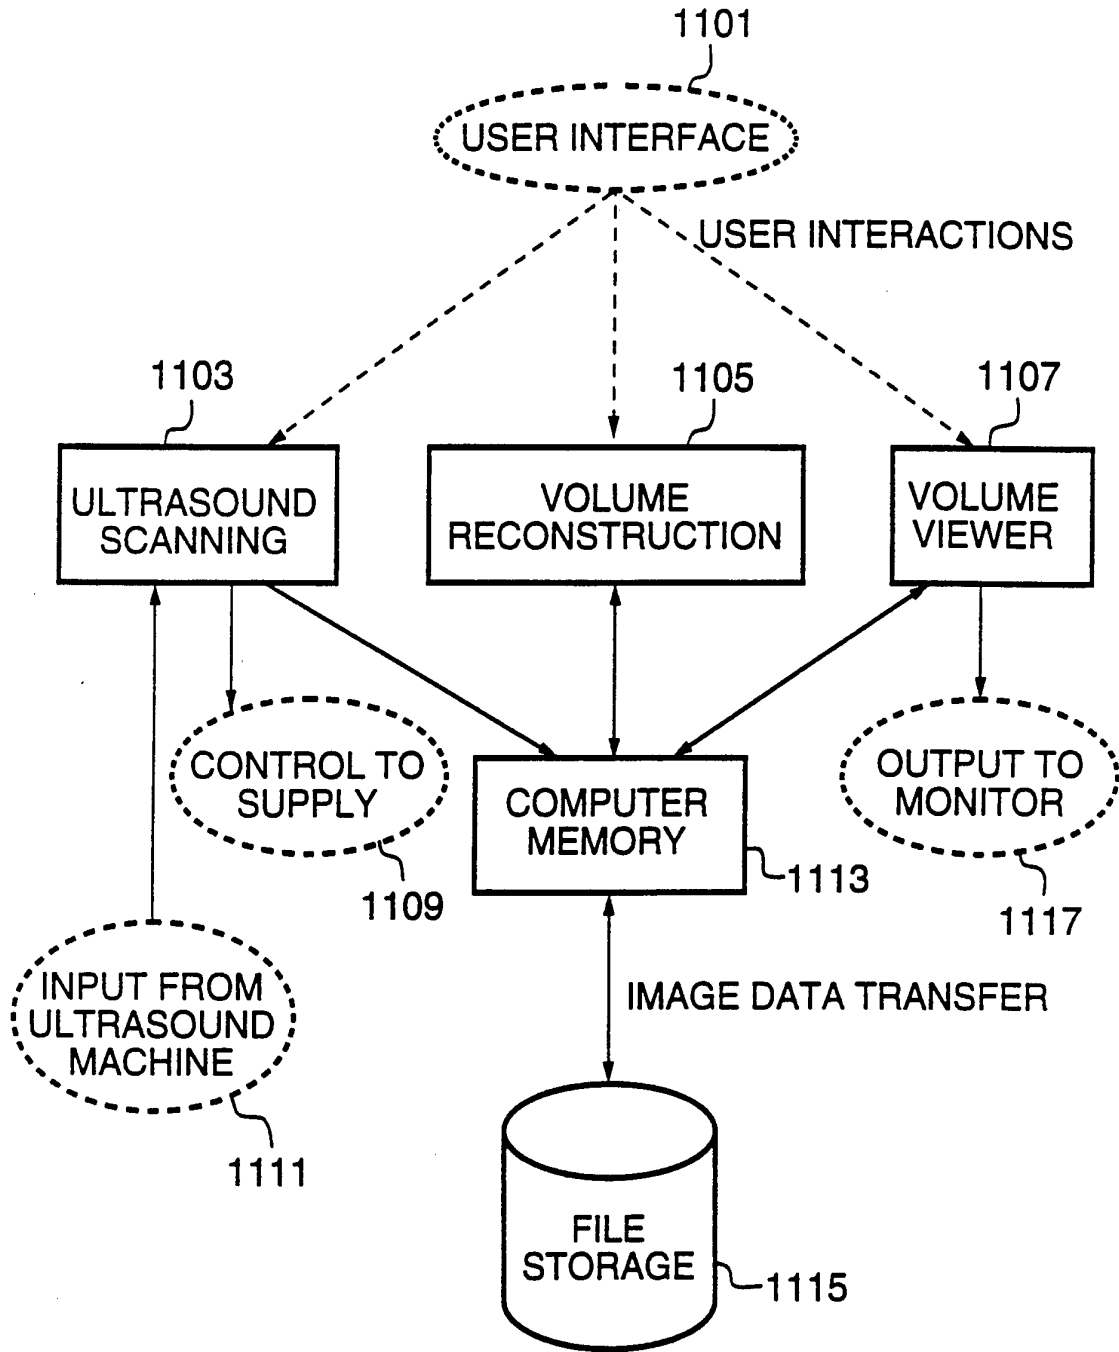 1101
USER INTERFACE
USER INTERACTIONS
1103
1105
1107
ULTRASOUND
SCANNING
VOLUME
RECONSTRUCTION
VOLUME
VIEWER
CONTROL TO
SUPPLY
COMPUTER
MEMORY
OUTPUT TO
MONITOR
1109
1113
1117
INPUT FROM
ULTRASOUND
MACHINE
IMAGE DATA TRANSFER
1111
FILE
STORAGE
1115